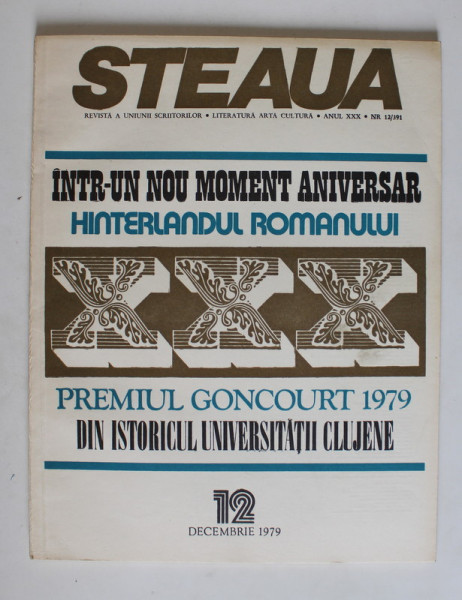 STEAUA
REVISTĂ A UNIUNII SCRIITORILOR • LITERATURĂ ARTĂ CULTURĂ • ANUL XXX • NR 12/391
ÎNTR-UN NOU MOMENT ANIVERSAR
HINTERLANDUL ROMANULUI
XXX
PREMIUL GONCOURT 1979
DIN ISTORICUL UNIVERSITĂȚII CLUJENE
12
DECEMBRIE 1979